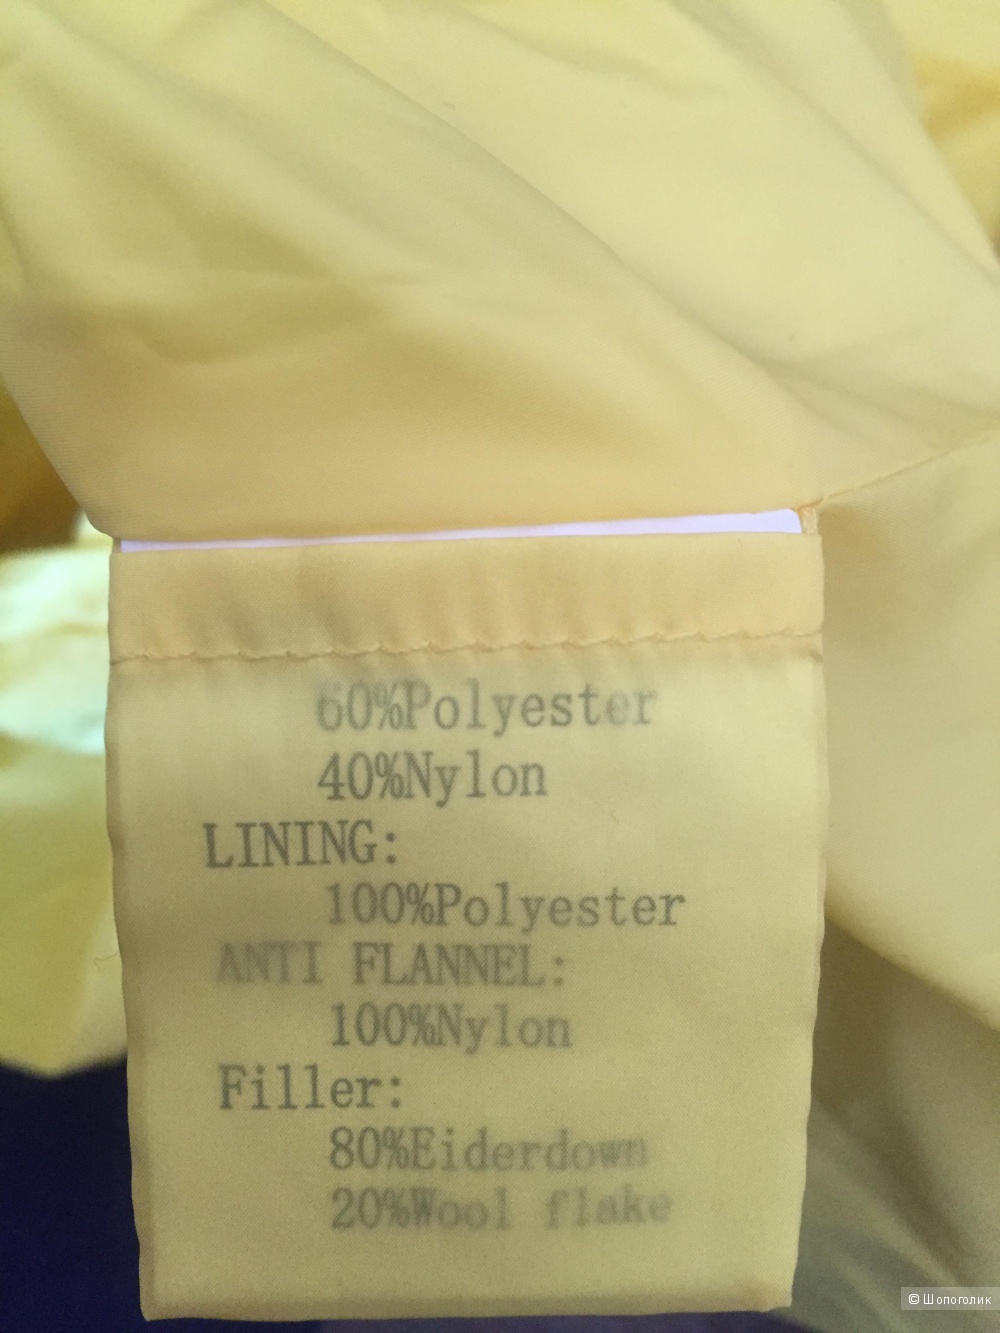 60%Polyester
40%Nylon
LINING:
100%Polyester
ANTI FLANNEL:
100%Nylon
Filler:
80%Eiderdown
20%Wool flake
© Шопоголик